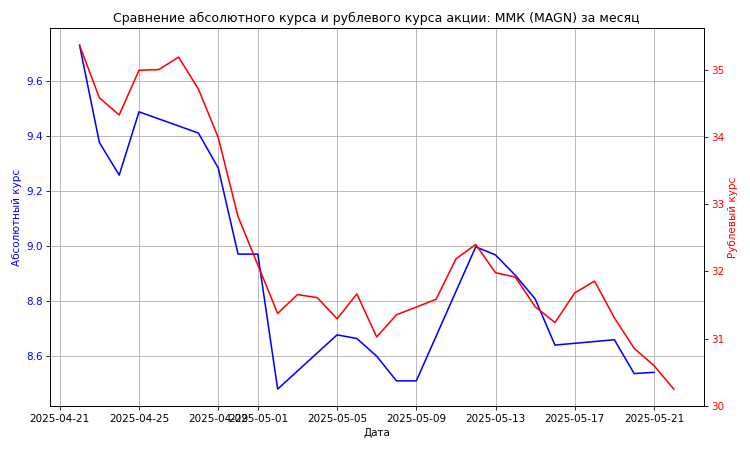 Сравнение абсолютного курса и рублевого курса акции: ММК (MAGN) за месяц
Абсолютный курс
9.6
9.4
9.2
9.0
8.8
8.6
35
34
33
32
31
30
Рублевый курс
2025-04-21 2025-04-25 2025-04-29 2025-05-01 2025-05-05 2025-05-09 2025-05-13 2025-05-17 2025-05-21
Дата